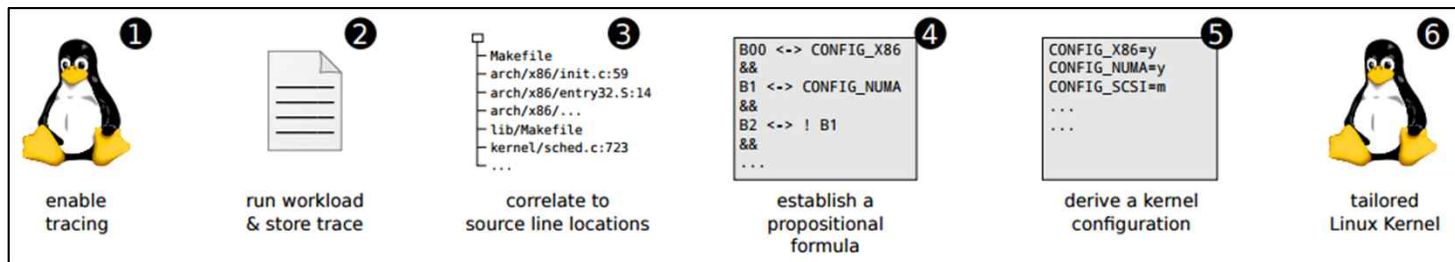 1
enable
tracing
2
run workload
& store trace
3
Makefile
arch/x86/init.c:59
arch/x86/entry32.S:14
arch/x86/...
lib/Makefile
kernel/sched.c:723
...
correlate to
source line locations
4
B00 <-> CONFIG_X86
&&
B1 <-> CONFIG_NUMA
&&
B2 <-> ! B1
&&
...
establish a
propositional
formula
5
CONFIG_X86=y
CONFIG_NUMA=y
CONFIG_SCSI=m
...
...
derive a kernel
configuration
6
tailored
Linux Kernel